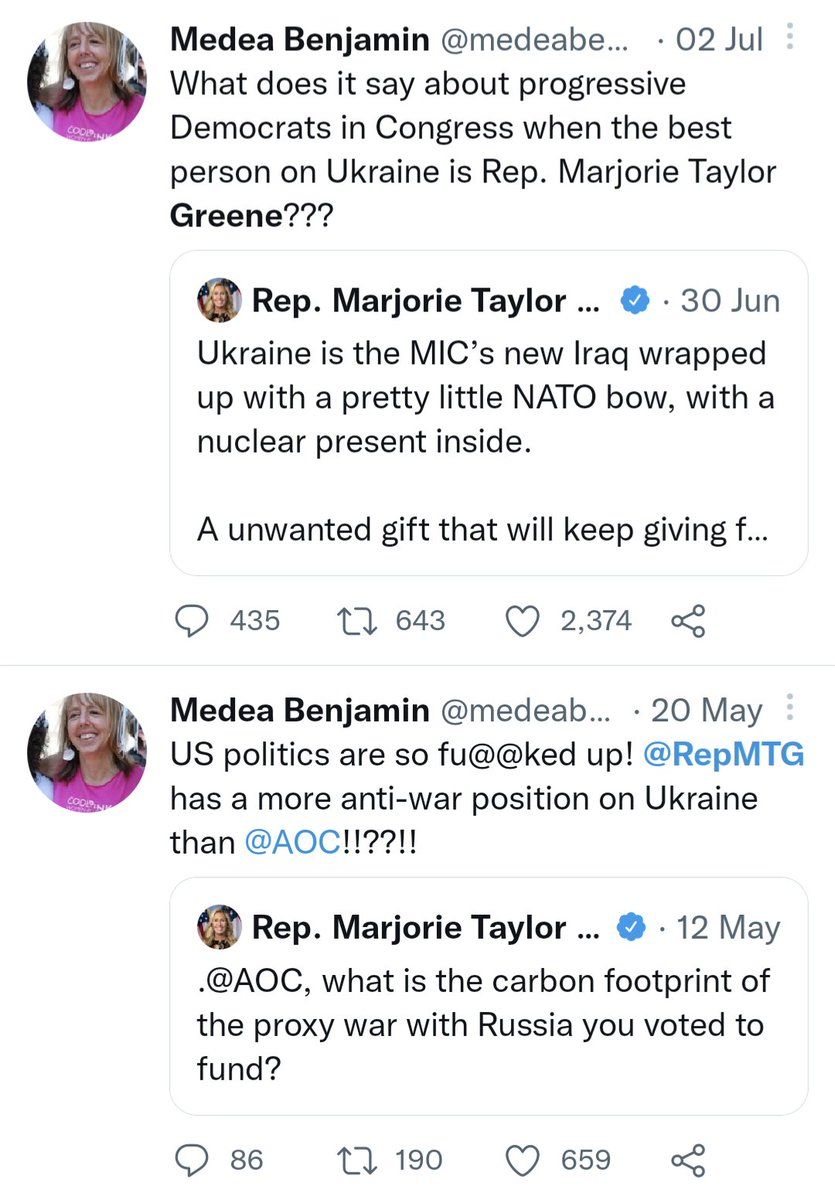 Medea Benjamin @medeabe... · 02 Jul
What does it say about progressive
Democrats in Congress when the best
person on Ukraine is Rep. Marjorie Taylor
Greene???
Rep. Marjorie Taylor ... · 30 Jun
Ukraine is the MIC’s new Iraq wrapped
up with a pretty little NATO bow, with a
nuclear present inside.
A unwanted gift that will keep giving f...
435 643 2,374
Medea Benjamin @medeab... · 20 May
US politics are so fu@@ked up! @RepMTG
has a more anti-war position on Ukraine
than @AOC!!??!!
Rep. Marjorie Taylor ... · 12 May
.@AOC, what is the carbon footprint of
the proxy war with Russia you voted to
fund?
86 190 659